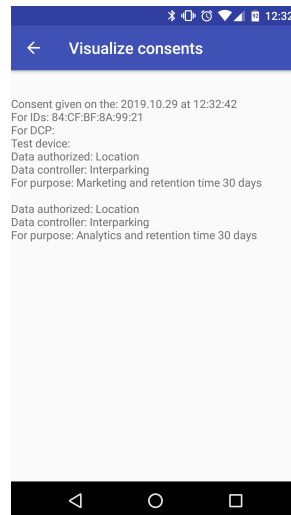 12:32
Visualize consents
Consent given on the: 2019.10.29 at 12:32:42
For IDs: 84:CF:BF:8A:99:21
For DCP:
Test device:
Data authorized: Location
Data controller: Interparking
For purpose: Marketing and retention time 30 days
Data authorized: Location
Data controller: Interparking
For purpose: Analytics and retention time 30 days